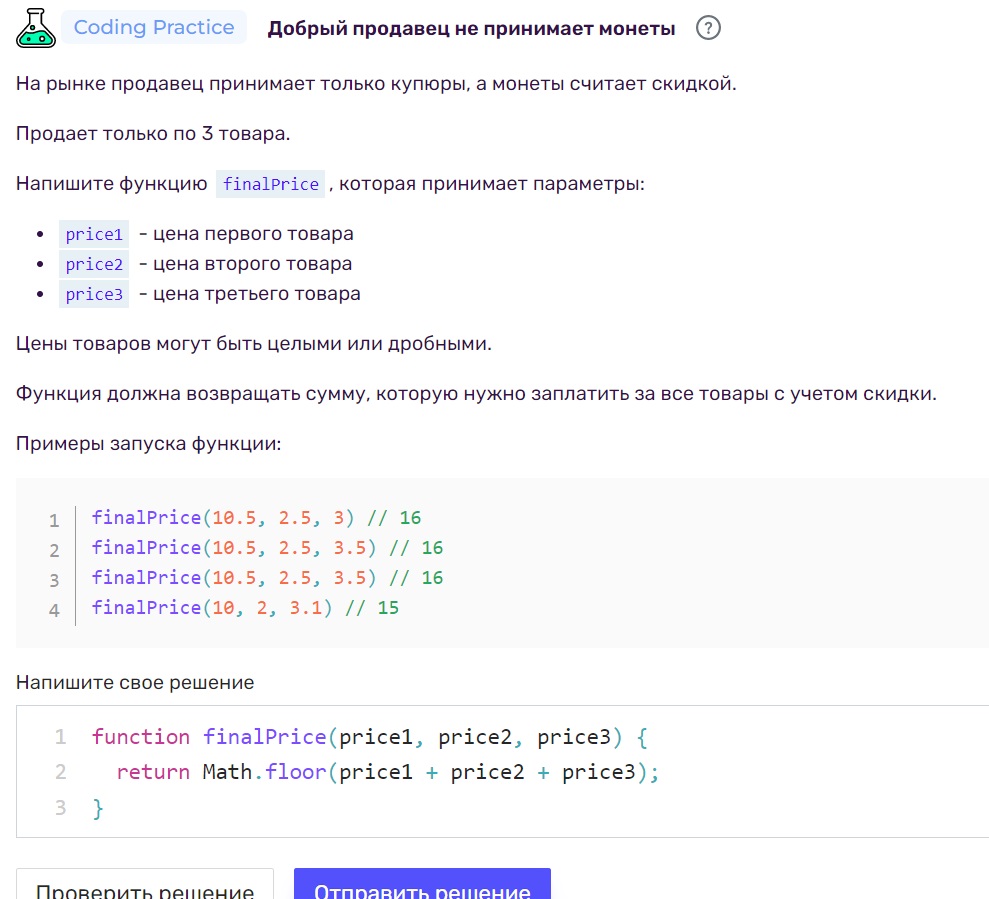 Coding Practice Добрый продавец не принимает монеты ?
На рынке продавец принимает только купюры, а монеты считает скидкой.
Продает только по 3 товара.
Напишите функцию finalPrice , которая принимает параметры:
• price1 - цена первого товара
• price2 - цена второго товара
• price3 - цена третьего товара
Цены товаров могут быть целыми или дробными.
Функция должна возвращать сумму, которую нужно заплатить за все товары с учетом скидки.
Примеры запуска функции:
1 finalPrice(10.5, 2.5, 3) // 16
2 finalPrice(10.5, 2.5, 3.5) // 16
3 finalPrice(10.5, 2.5, 3.5) // 16
4 finalPrice(10, 2, 3.1) // 15
Напишите свое решение
1 function finalPrice(price1, price2, price3) {
2 return Math.floor(price1 + price2 + price3);
3 }
Проверить решение Отправить решение